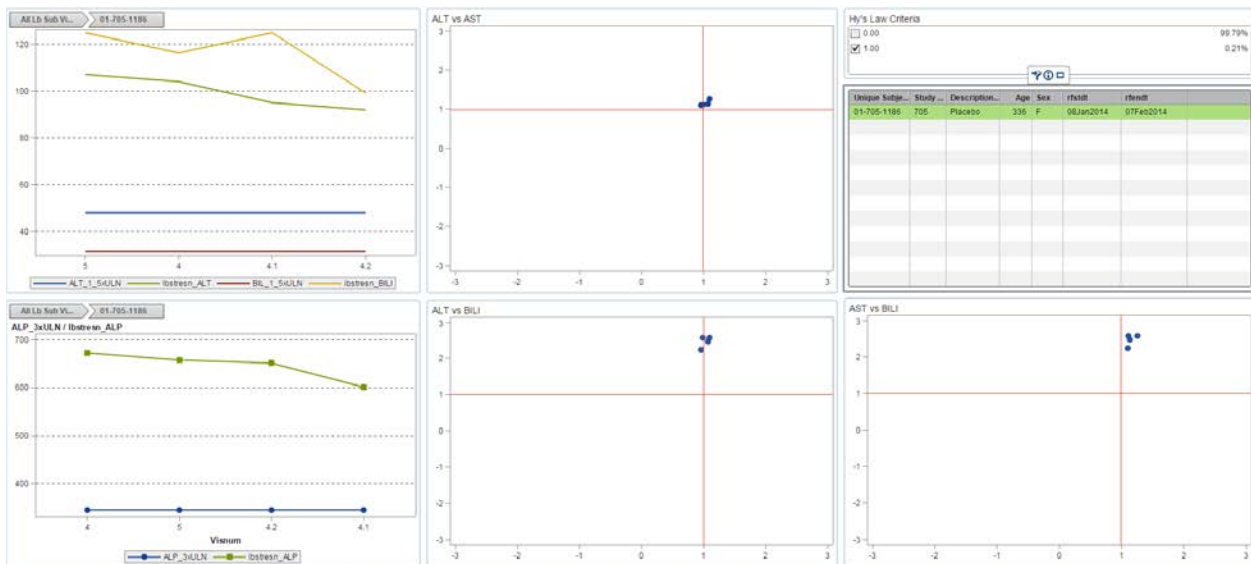 All Lb Sub Vi... 01-705-1186
120
100
80
60
40
5 4 4.1 4.2
ALT_1_5xULN lbstresn_ALT BIL_1_5xULN lbstresn_BILI
ALT vs AST
3
2
1
0
-1
-2
-3
-3 -2 -1 0 1 2 3
Hy's Law Criteria
0.00 99.79%
1.00 0.21%
Unique Subje... Study ... Description... Age Sex rfxtdt rfendt
01-705-1186 705 Placebo 336 F 08Jan2014 07Feb2014
All Lb Sub Vi... 01-705-1186
ALP_3xULN / lbstresn_ALP
700
600
500
400
4 5 4.2 4.1
Visnum
ALP_3xULN lbstresn_ALP
ALT vs BILI
3
2
1
0
-1
-2
-3
-3 -2 -1 0 1 2 3
AST vs BILI
3
2
1
0
-1
-2
-3
-3 -2 -1 0 1 2 3